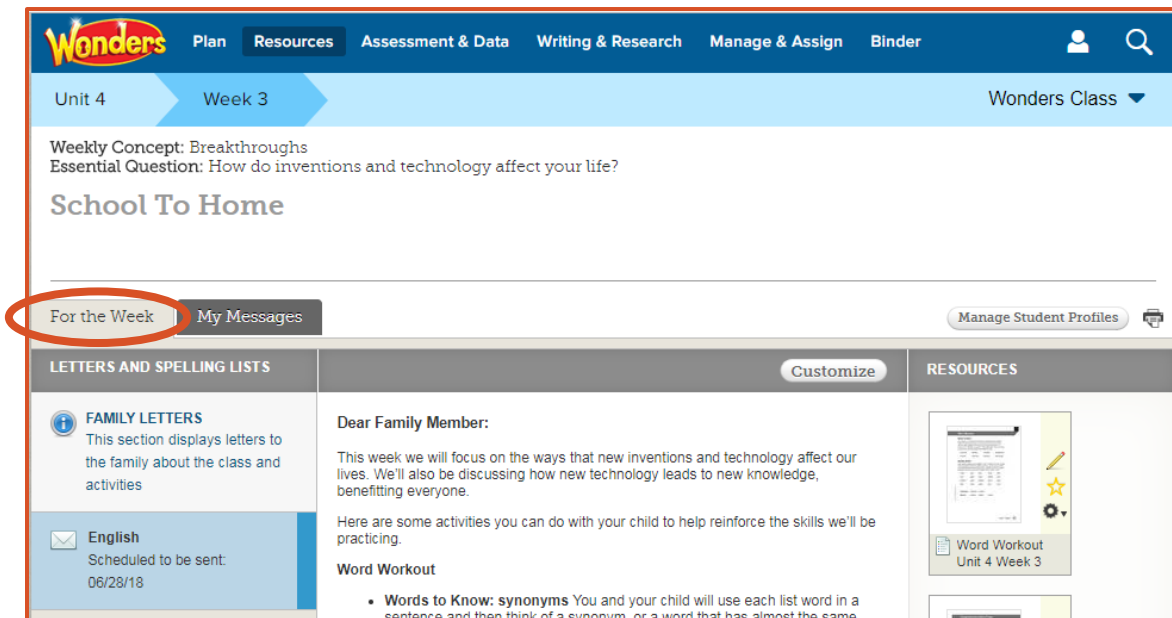 Wonders Plan Resources Assessment & Data Writing & Research Manage & Assign Binder
Unit 4 Week 3 Wonders Class
Weekly Concept: Breakthroughs
Essential Question: How do inventions and technology affect your life?
School To Home
For the Week My Messages Manage Student Profiles
LETTERS AND SPELLING LISTS Customize RESOURCES
FAMILY LETTERS
This section displays letters to
the family about the class and
activities
English
Scheduled to be sent:
06/28/18
Dear Family Member:
This week we will focus on the ways that new inventions and technology affect our
lives. We'll also be discussing how new technology leads to new knowledge,
benefitting everyone.
Here are some activities you can do with your child to help reinforce the skills we'll be
practicing.
Word Workout
• Words to Know: synonyms You and your child will use each list word in a
sentence and then think of a synonym, or a word that has almost the same
Word Workout
Unit 4 Week 3